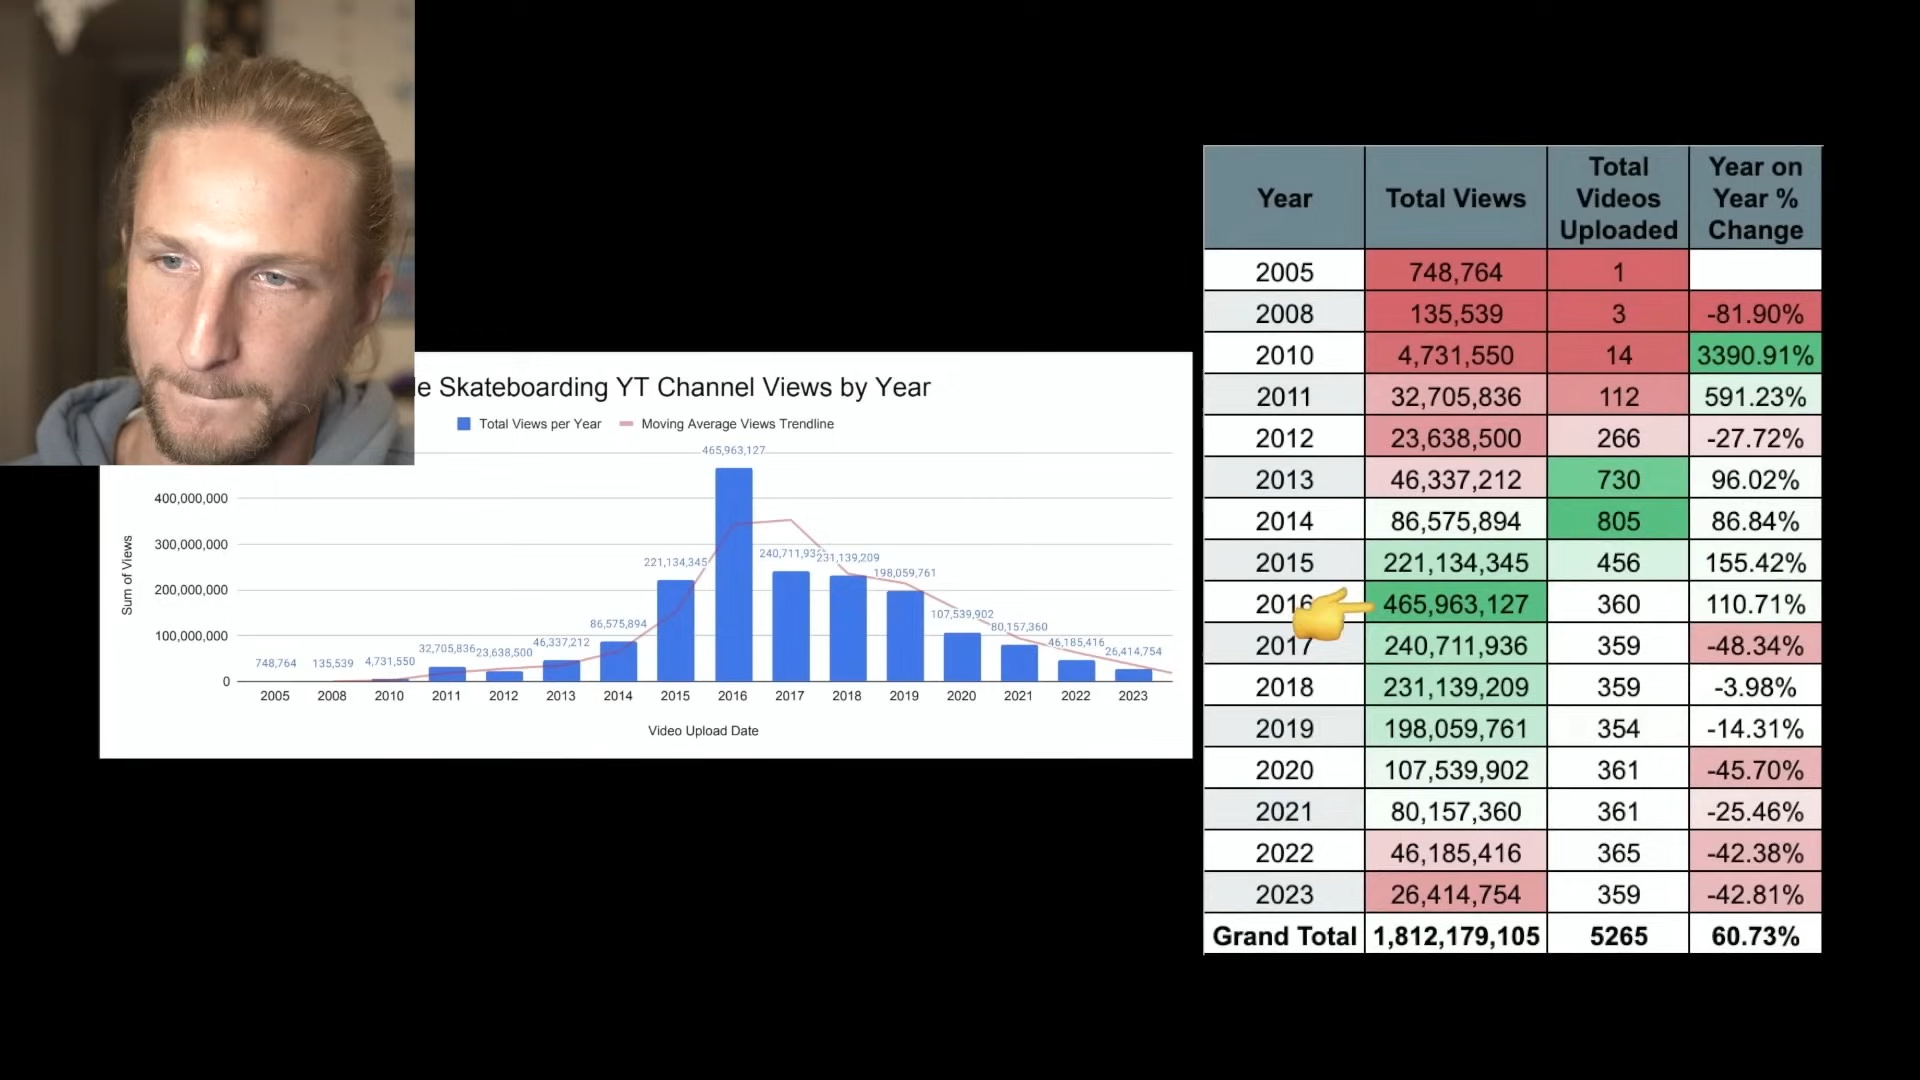 e Skateboarding YT Channel Views by Year
Total Views per Year
Moving Average Views Trendline
Sum of Views
400,000,000
300,000,000
200,000,000
100,000,000
0
748,764
135,539
4,731,550
32,705,836
23,638,500
46,337,212
86,575,894
221,134,345
465,963,127
240,711,93
231,139,209
198,059,761
107,539,902
80,157,360
46,185,416
26,414,754
2005 2008 2010 2011 2012 2013 2014 2015 2016 2017 2018 2019 2020 2021 2022 2023
Video Upload Date
Year Total Views Total Videos Uploaded Year on Year % Change
2005 748,764 1
2008 135,539 3 -81.90%
2010 4,731,550 14 3390.91%
2011 32,705,836 112 591.23%
2012 23,638,500 266 -27.72%
2013 46,337,212 730 96.02%
2014 86,575,894 805 86.84%
2015 221,134,345 456 155.42%
2016 465,963,127 360 110.71%
2017 240,711,936 359 -48.34%
2018 231,139,209 359 -3.98%
2019 198,059,761 354 -14.31%
2020 107,539,902 361 -45.70%
2021 80,157,360 361 -25.46%
2022 46,185,416 365 -42.38%
2023 26,414,754 359 -42.81%
Grand Total 1,812,179,105 5265 60.73%